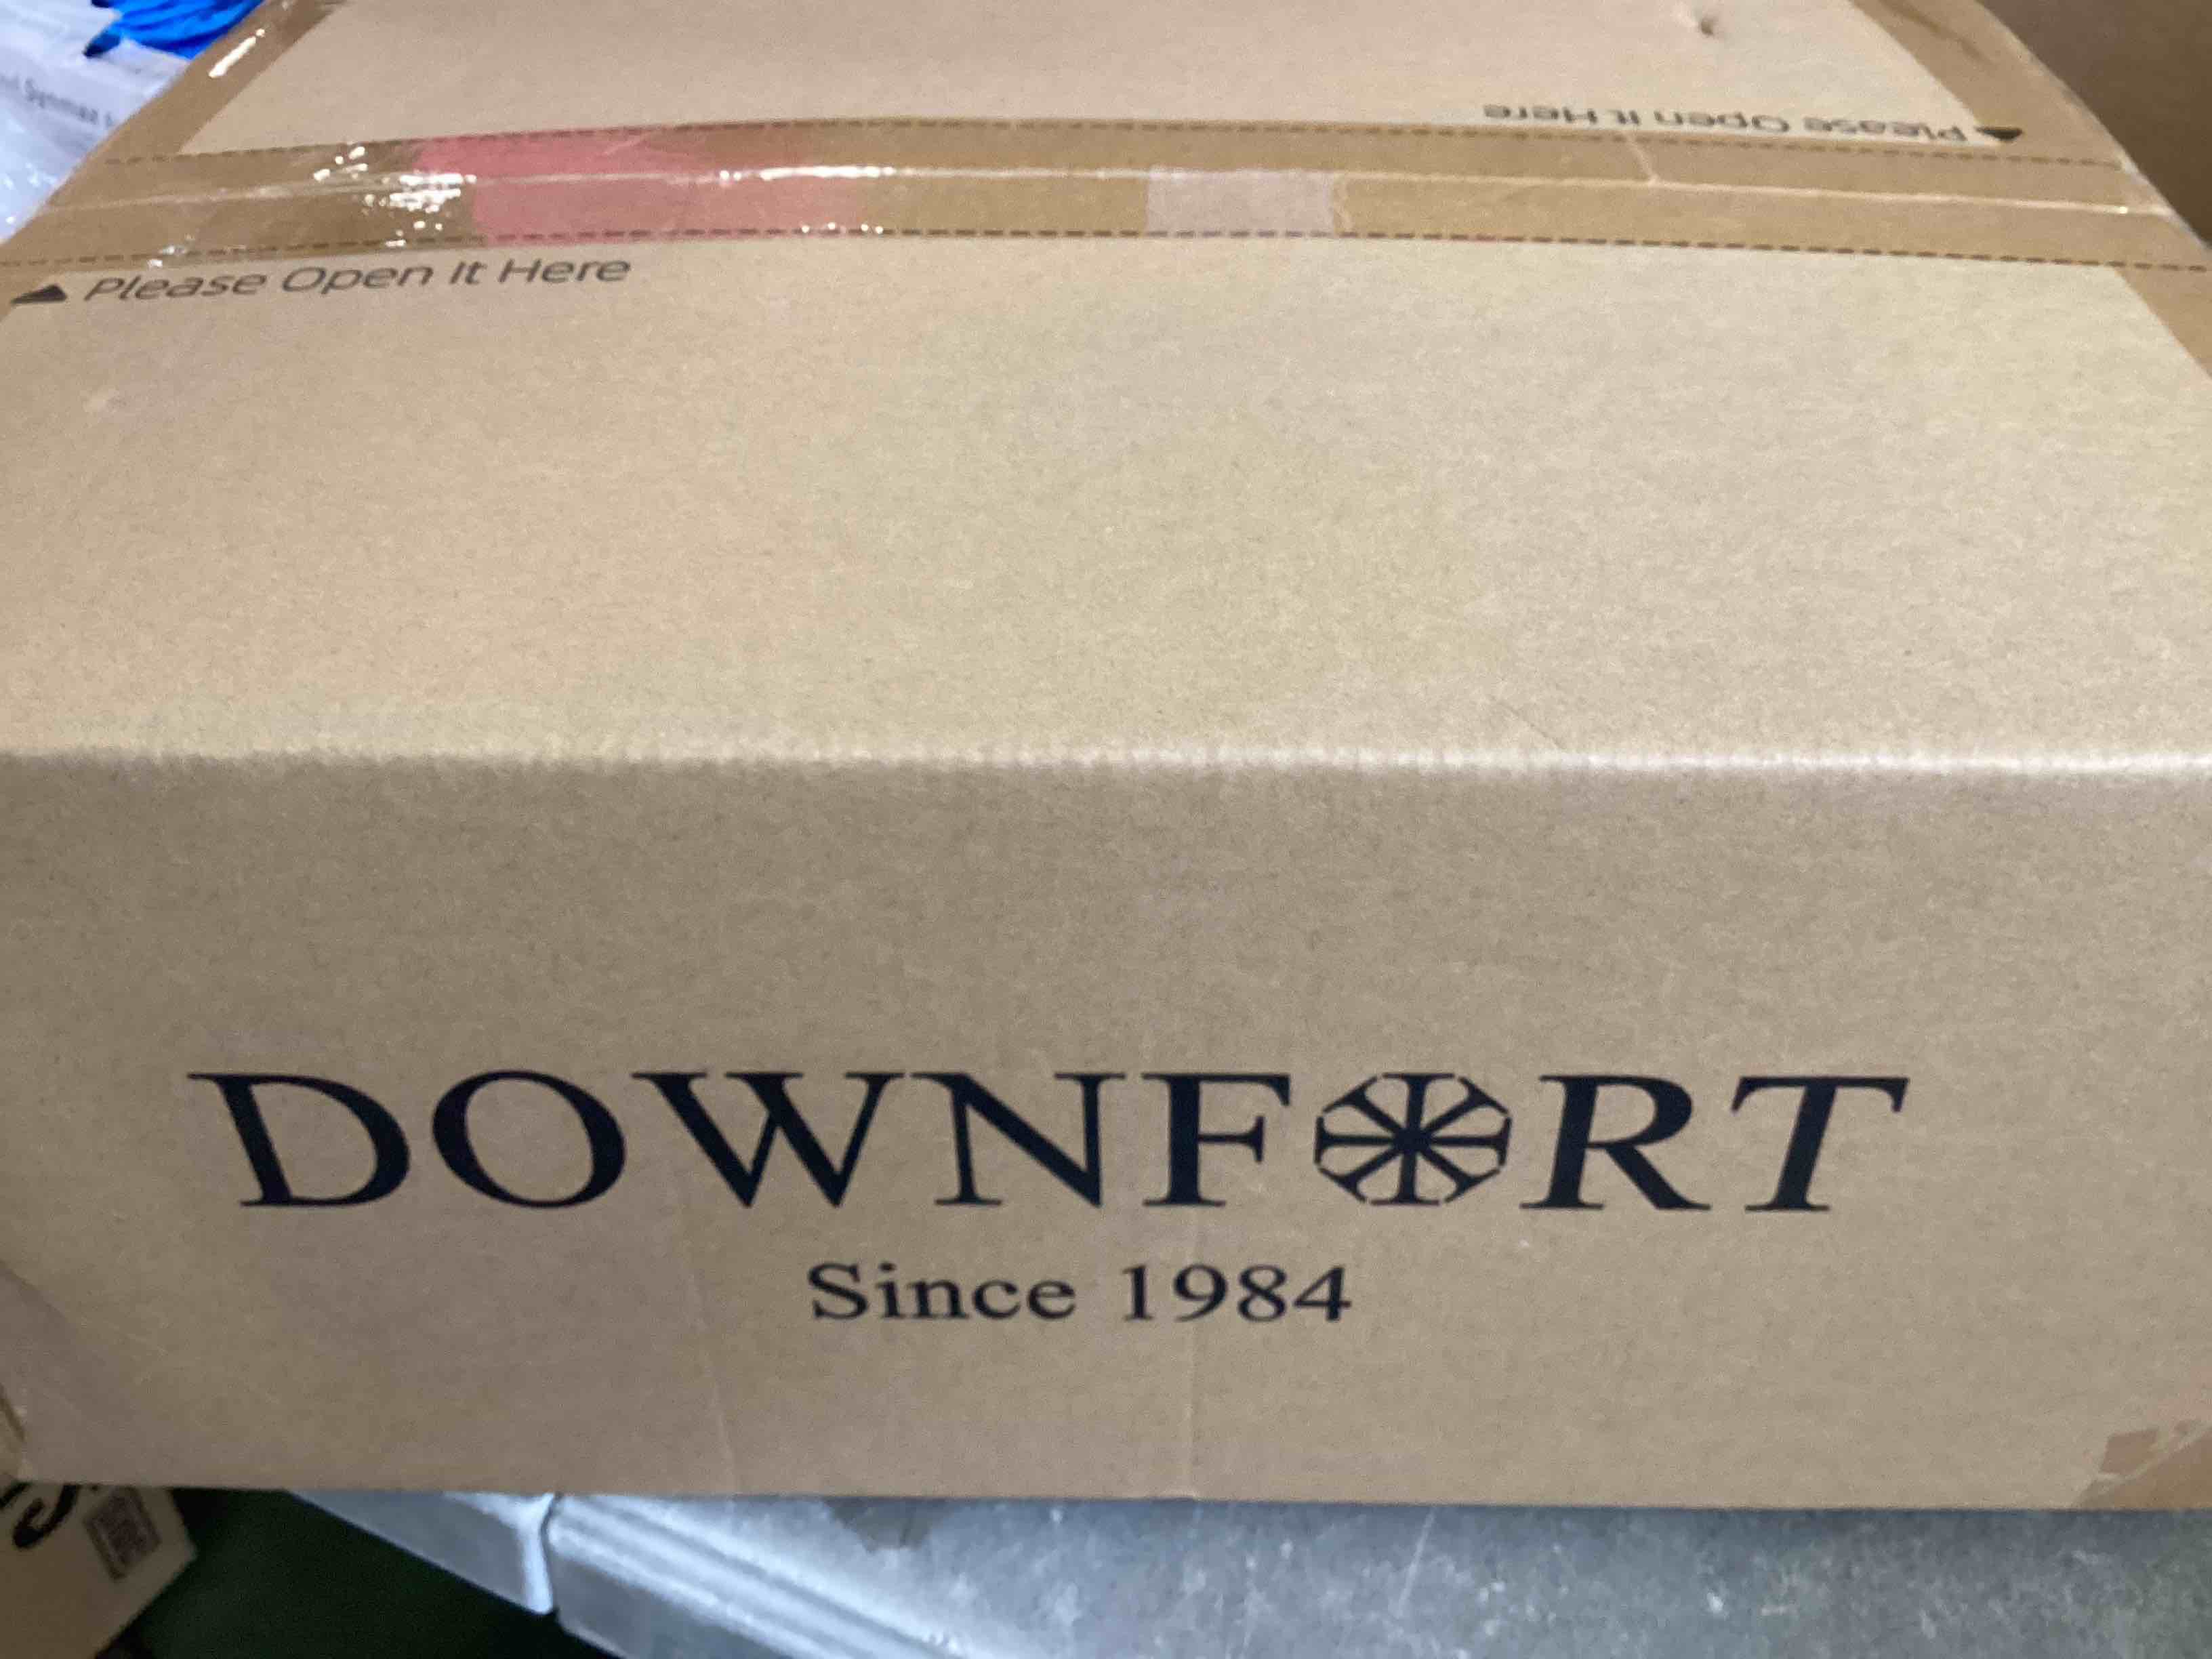 Please Open It Here
Please Open It Here
DOWNFORT
Since 1984